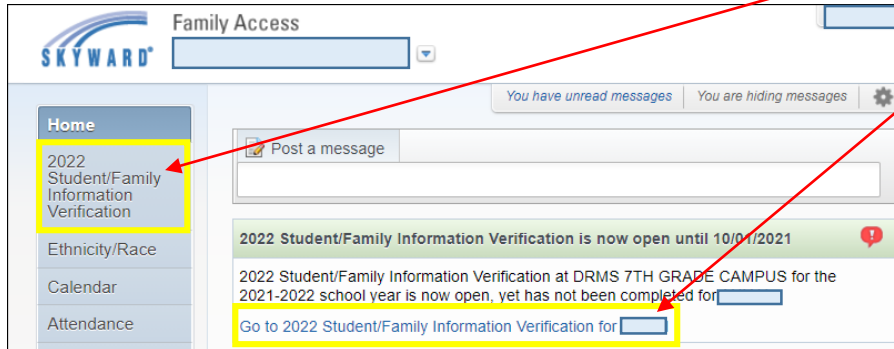 Family Access
SKYWARD
You have unread messages
You are hiding messages
Home
2022
Student/Family
Information
Verification
Ethnicity/Race
Calendar
Attendance
Post a message
2022 Student/Family Information Verification is now open until 10/01/2021
2022 Student/Family Information Verification at DRMS 7TH GRADE CAMPUS for the
2021-2022 school year is now open, yet has not been completed for
Go to 2022 Student/Family Information Verification for